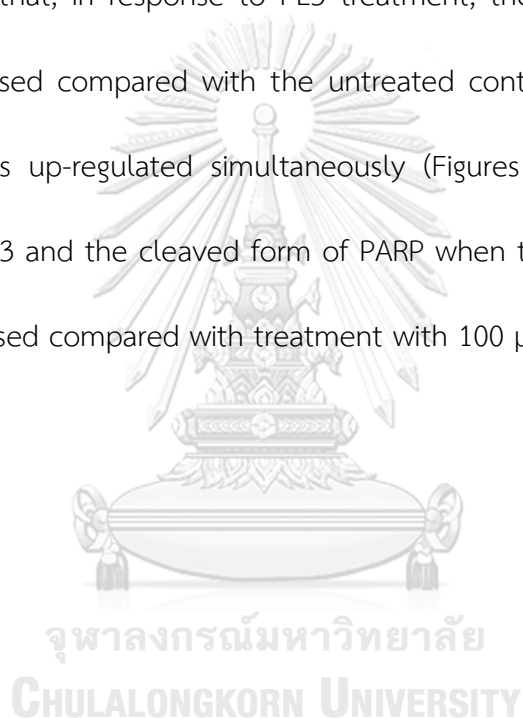 that, in response to PL3 treatment, the
sed compared with the untreated cont
s up-regulated simultaneously (Figures
3 and the cleaved form of PARP when t
sed compared with treatment with 100 µ
จุฬาลงกรณ์มหาวิทยาลัย
CHULALONGKORN UNIVERSITY